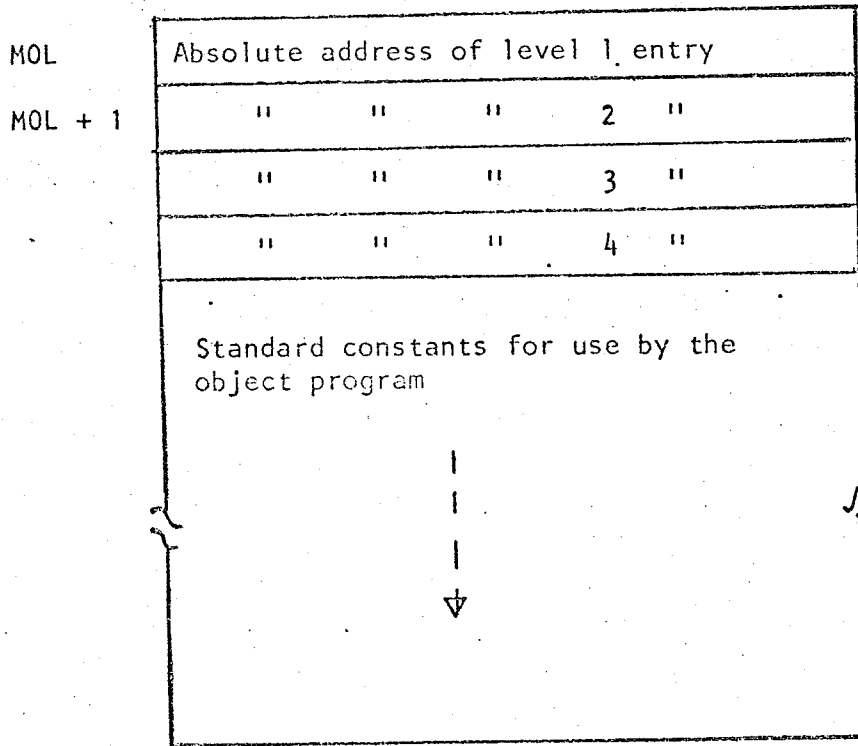 MOL Absolute address of level 1 entry
MOL + 1 " " " 2 "
" " " 3 "
" " " 4 "
Standard constants for use by the
object program